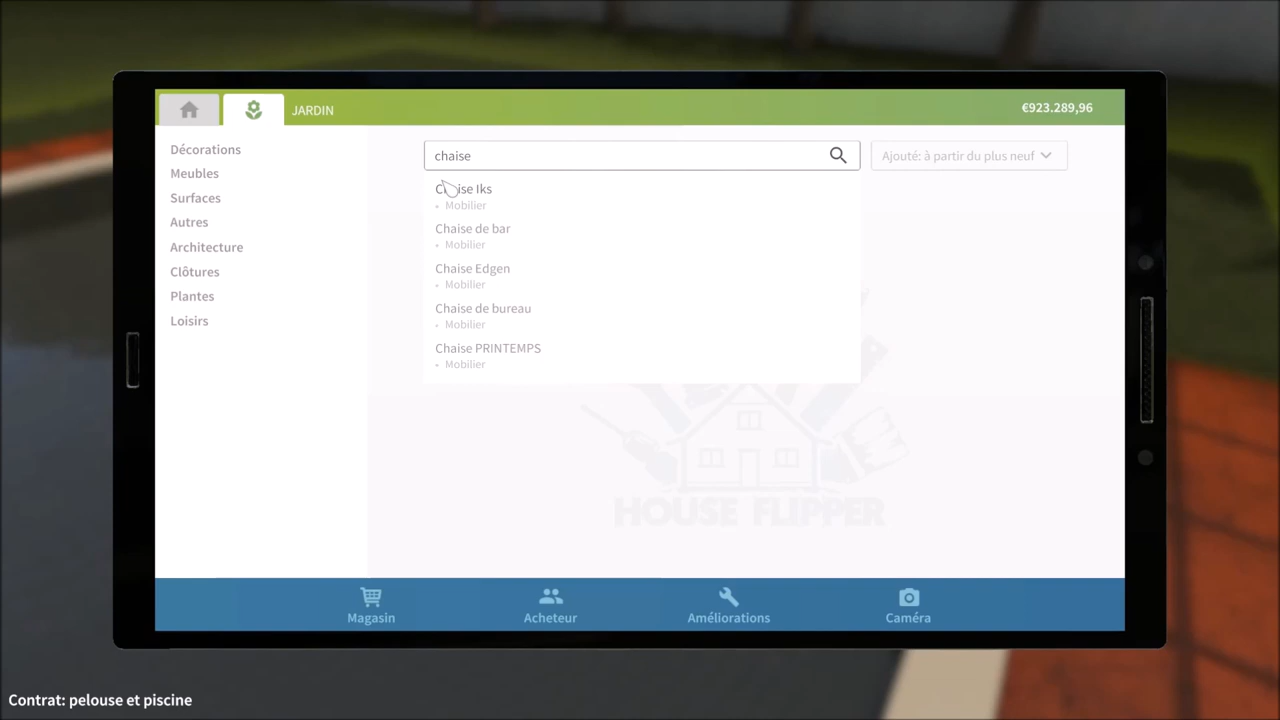 JARDIN
€923.289,96
Décorations
Meubles
Surfaces
Autres
Architecture
Clôtures
Plantes
Loisirs
chaise
Ajouté: à partir du plus neuf
Chaise Iks
• Mobilier
Chaise de bar
• Mobilier
Chaise Edgen
• Mobilier
Chaise de bureau
• Mobilier
Chaise PRINTEMPS
• Mobilier
HOUSE FLIPPER
Magasin
Acheteur
Améliorations
Caméra
Contrat: pelouse et piscine